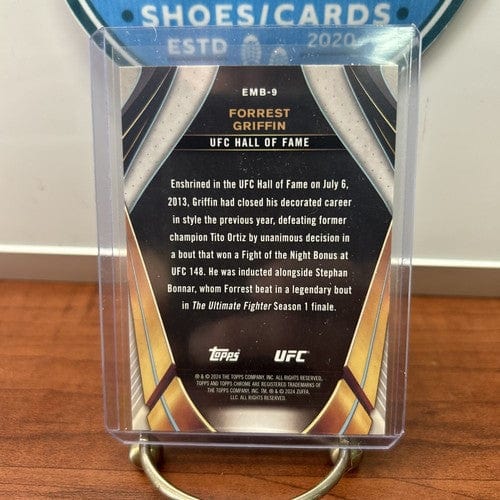 SHOES/CARDS
ESTD 2020
EMB-9
FORREST
GRIFFIN
UFC HALL OF FAME
Enshrined in the UFC Hall of Fame on July 6,
2013, Griffin had closed his decorated career
in style the previous year, defeating former
champion Tito Ortiz by unanimous decision in
a bout that won a Fight of the Night Bonus at
UFC 148. He was inducted alongside Stephan
Bonnar, whom Forrest beat in a legendary bout
in The Ultimate Fighter Season 1 finale.
Topps UFC
® & © 2024 THE TOPPS COMPANY, INC. ALL RIGHTS RESERVED.
TOPPS AND TOPPS CHROME ARE REGISTERED TRADEMARKS OF
THE TOPPS COMPANY, INC. TM, ® & © 2024 ZUFFA,
LLC. ALL RIGHTS RESERVED.